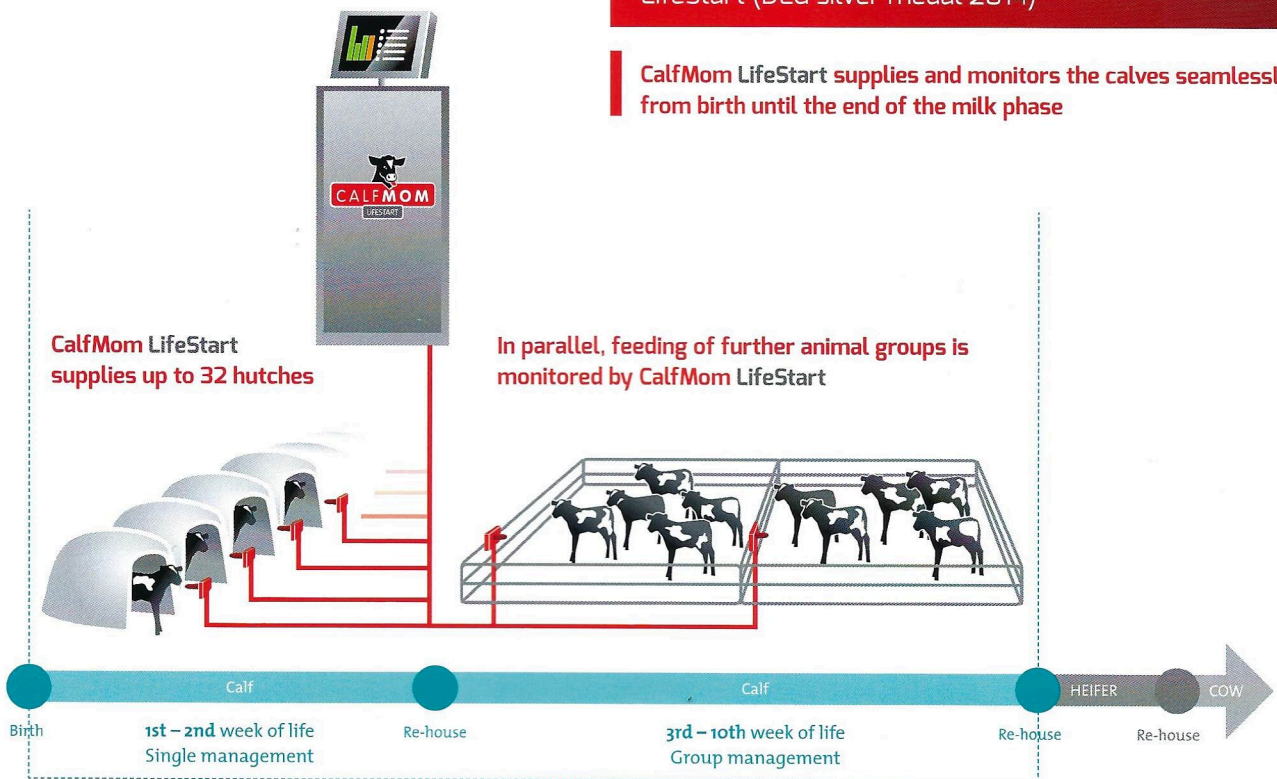 LifeStart silver medal
CalfMom LifeStart supplies and monitors the calves seamlessl
from birth until the end of the milk phase
CALFMOM
LIFESTART
CalfMom LifeStart
supplies up to 32 hutches
In parallel, feeding of further animal groups is
monitored by CalfMom LifeStart
Calf
Calf
HEIFER
COW
Birth
1st – 2nd week of life
Single management
Re-house
3rd – 10th week of life
Group management
Re-house
Re-house